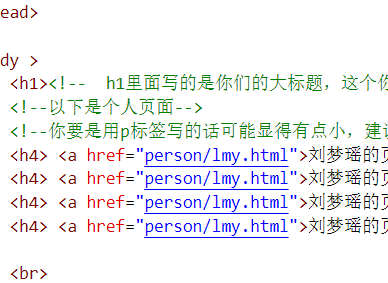 ead>
dy >
<h1><!--  h1里面写的是你们的大标题，这个你
<!--以下是个人页面-->
<!--你要是用p标签写的话可能显得有点小，建议
<h4> <a href="person/lmy.html">刘梦瑶的页
<h4> <a href="person/lmy.html">刘梦瑶的页
<h4> <a href="person/lmy.html">刘梦瑶的页
<h4> <a href="person/lmy.html">刘梦瑶的页
<br>